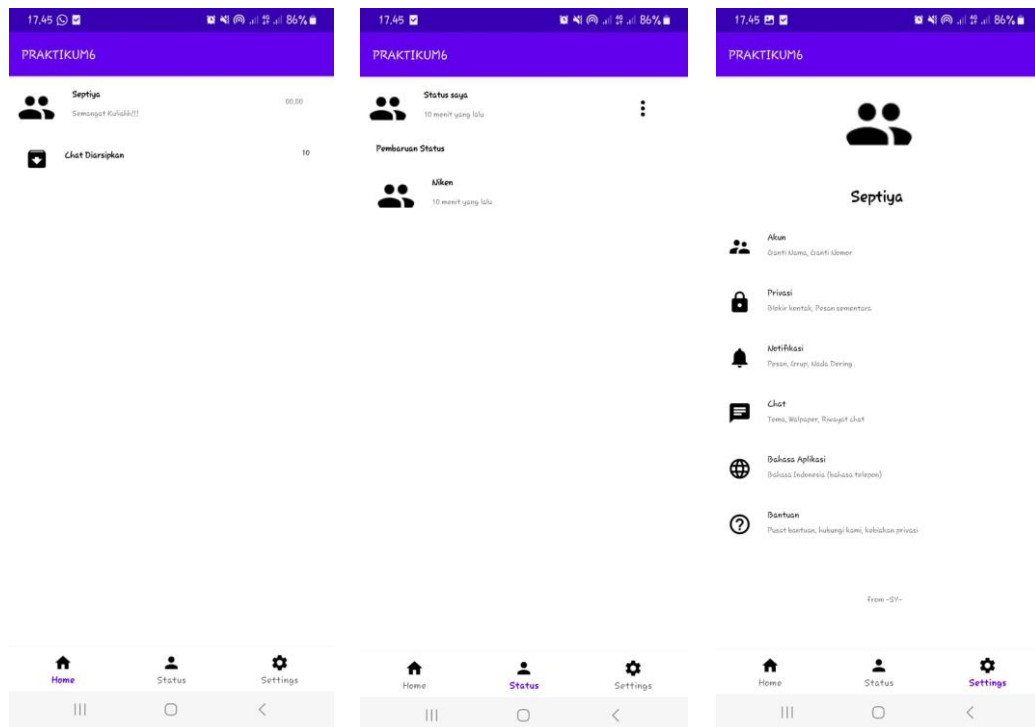 17.45 86%
PRAKTIKUM6
Septiya 00.00
Semangat Kuliahh!!!
Chat Diarsipkan 10
Home Status Settings
17.45 86%
PRAKTIKUM6
Status saya
10 menit yang lalu
Pembaruan Status
Niken
10 menit yang lalu
Home Status Settings
17.45 86%
PRAKTIKUM6
Septiya
Akun
Ganti Nama, Ganti Nomor
Privasi
Blokir kontak, Pesan sementara
Notifikasi
Pesan, Grup, Nada Dering
Chat
Tema, Walpaper, Riwayat chat
Bahasa Aplikasi
Bahasa Indonesia (bahasa telepon)
Bantuan
Pusat bantuan, hubungi kami, kebiakan privasi
From ~SY~
Home Status Settings